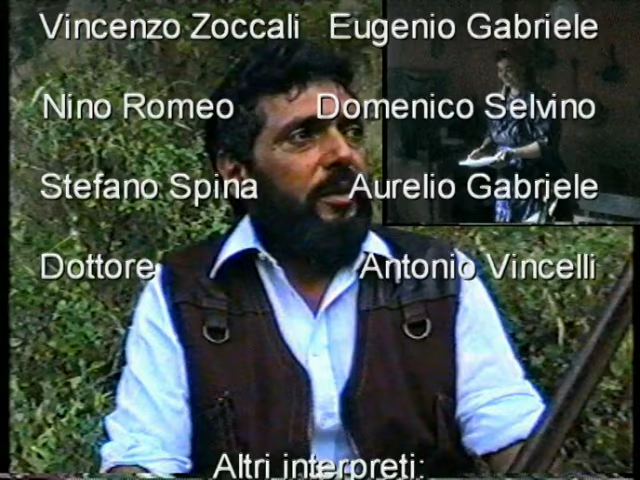 Vincenzo Zoccali Eugenio Gabriele
Nino Romeo Domenico Selvino
Stefano Spina Aurelio Gabriele
Dottore Antonio Vincelli
Altri interpreti: